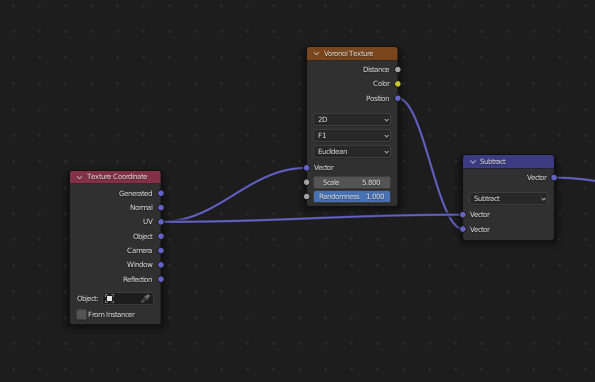 Voronoi Texture
Distance
Color
Position
2D
F1
Euclidean
Vector
Scale 5.800
Randomness 1.000
Subtract
Vector
Subtract
Vector
Vector
Texture Coordinate
Generated
Normal
UV
Object
Camera
Window
Reflection
Object:
From Instancer